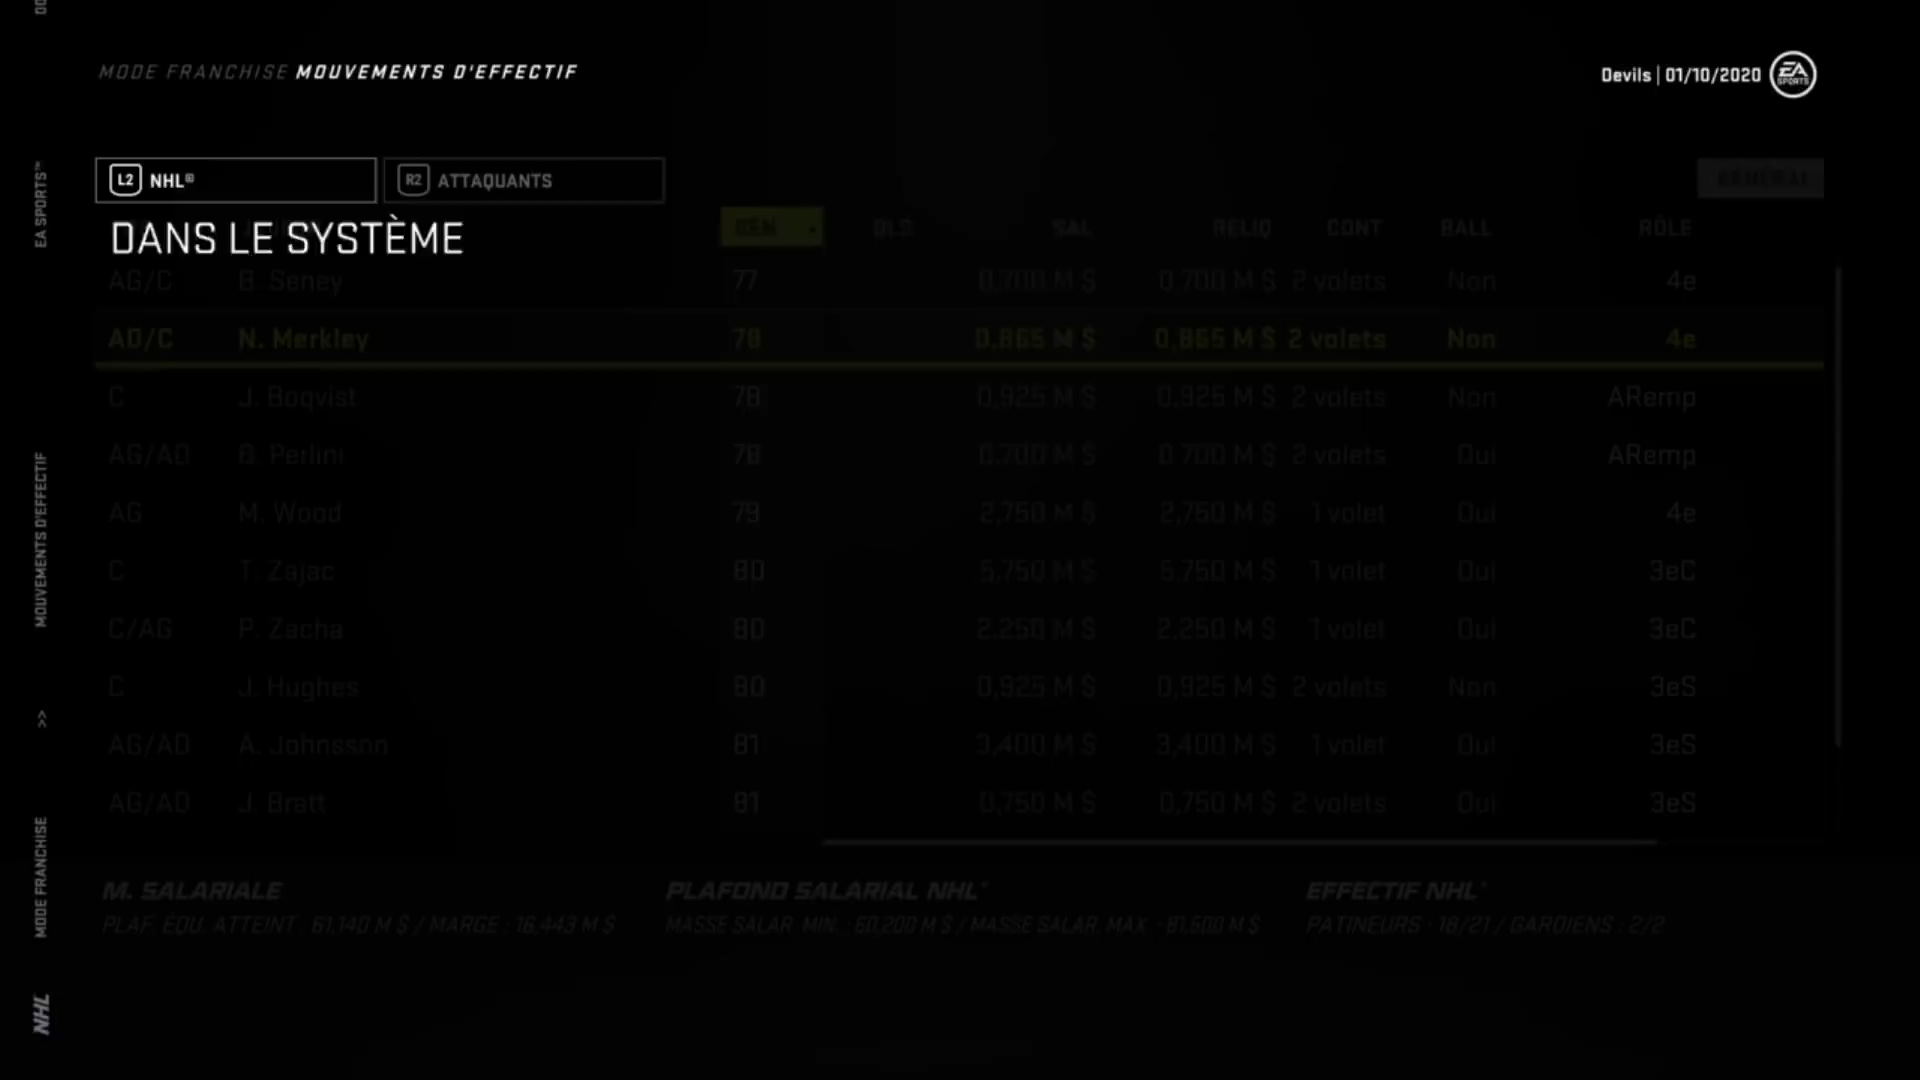 MODE FRANCHISE MOUVEMENTS D'EFFECTIF
Devils | 01/10/2020
EA SPORTS
L2 NHL®
R2 ATTAQUANTS
GÉNÉRAL
DANS LE SYSTÈME
GÉN BLS SAL RELIQ CONT BALL RÔLE
AG/C B. Seney 77 0,700 M $ 0,700 M $ 2 volets Non 4e
AD/C N. Merkley 78 0,865 M $ 0,865 M $ 2 volets Non 4e
C J. Boqvist 78 0,925 M $ 0,925 M $ 2 volets Non ARemp
AG/AD B. Perlini 78 0,700 M $ 0,700 M $ 2 volets Oui ARemp
AG M. Wood 79 2,750 M $ 2,750 M $ 1 volet Oui 4e
C T. Zajac 80 5,750 M $ 5,750 M $ 1 volet Oui 3eC
C/AG P. Zacha 80 2,250 M $ 2,250 M $ 1 volet Oui 3eC
C J. Hughes 80 0,925 M $ 0,925 M $ 2 volets Non 3eS
AG/AD A. Johnsson 81 3,400 M $ 3,400 M $ 1 volet Oui 3eS
AG/AD J. Bratt 81 0,750 M $ 0,750 M $ 2 volets Oui 3eS
M. SALARIALE
PLAF. ÉQU. ATTEINT : 61,140 M $ / MARGE : 16,443 M $
PLAFOND SALARIAL NHL®
MASSE SALAR. MIN. : 60,200 M $ / MASSE SALAR. MAX. : 81,500 M $
EFFECTIF NHL®
PATINEURS : 18/21 / GARDIENS : 2/2
EA SPORTS™
MOUVEMENTS D'EFFECTIF
>>
MODE FRANCHISE
NHL